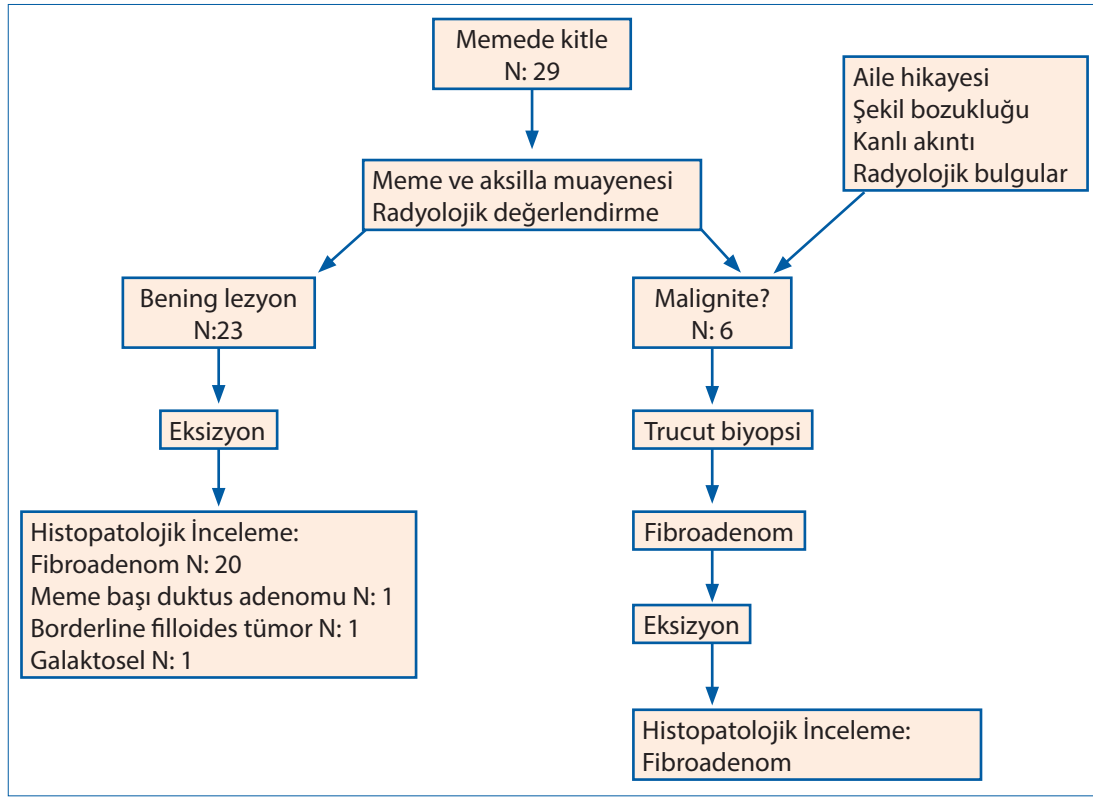 Memede kitle
N: 29
Aile hikayesi
Şekil bozukluğu
Kanlı akıntı
Radyolojik bulgular
Meme ve aksilla muayenesi
Radyolojik değerlendirme
Bening lezyon
N:23
Malignite?
N: 6
Eksizyon
Trucut biyopsi
Histopatolojik İnceleme:
Fibroadenom N: 20
Meme başı duktus adenomu N: 1
Borderline filloides tümor N: 1
Galaktosel N: 1
Fibroadenom
Eksizyon
Histopatolojik İnceleme:
Fibroadenom